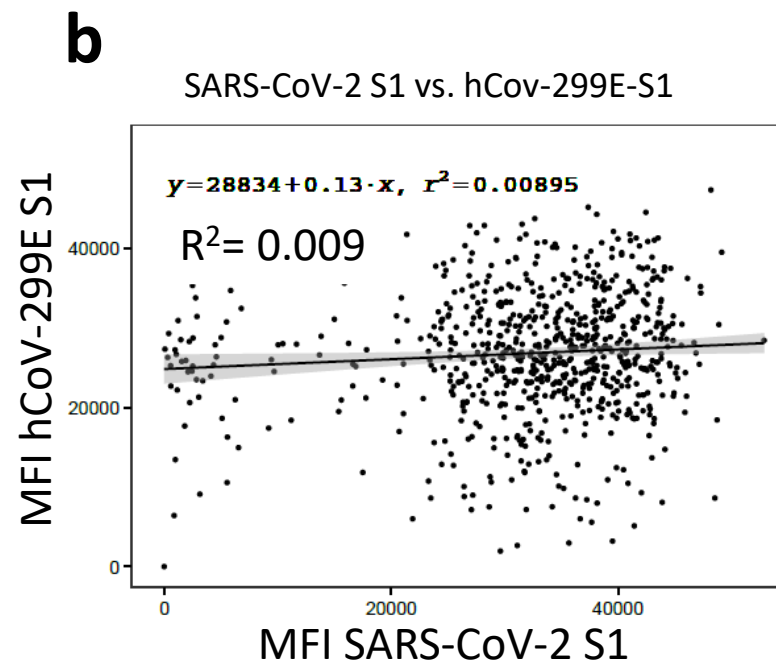 b
SARS-CoV-2 S1 vs. hCov-299E-S1
y=28834+0.13·x, r²=0.00895
R²= 0.009
MFI hCoV-299E S1
40000
20000
0
0 20000 40000
MFI SARS-CoV-2 S1